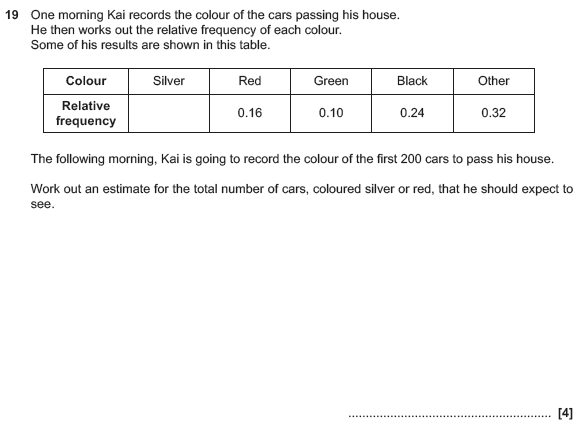 19 One morning Kai records the colour of the cars passing his house.
He then works out the relative frequency of each colour.
Some of his results are shown in this table.
Colour Silver Red Green Black Other
Relative
frequency 0.16 0.10 0.24 0.32
The following morning, Kai is going to record the colour of the first 200 cars to pass his house.
Work out an estimate for the total number of cars, coloured silver or red, that he should expect to
see.
.......................................................... [4]